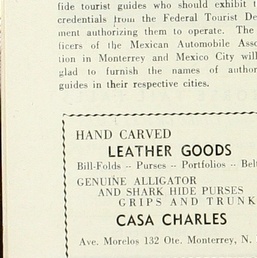 fide tourist guides who should exhibit t
credentials from the Federal Tourist De
ment authorizing them to operate. The
ficers of the Mexican Automobile Asso
tion in Monterrey and Mexico City will
glad to furnish the names of author
guides in their respective cities.
HAND CARVED
LEATHER GOODS
Bill-Folds -- Purses -- Portfolios -- Belt
GENUINE ALLIGATOR
AND SHARK HIDE PURSES
GRIPS AND TRUNK
CASA CHARLES
Ave. Morelos 132 Ote. Monterrey, N.